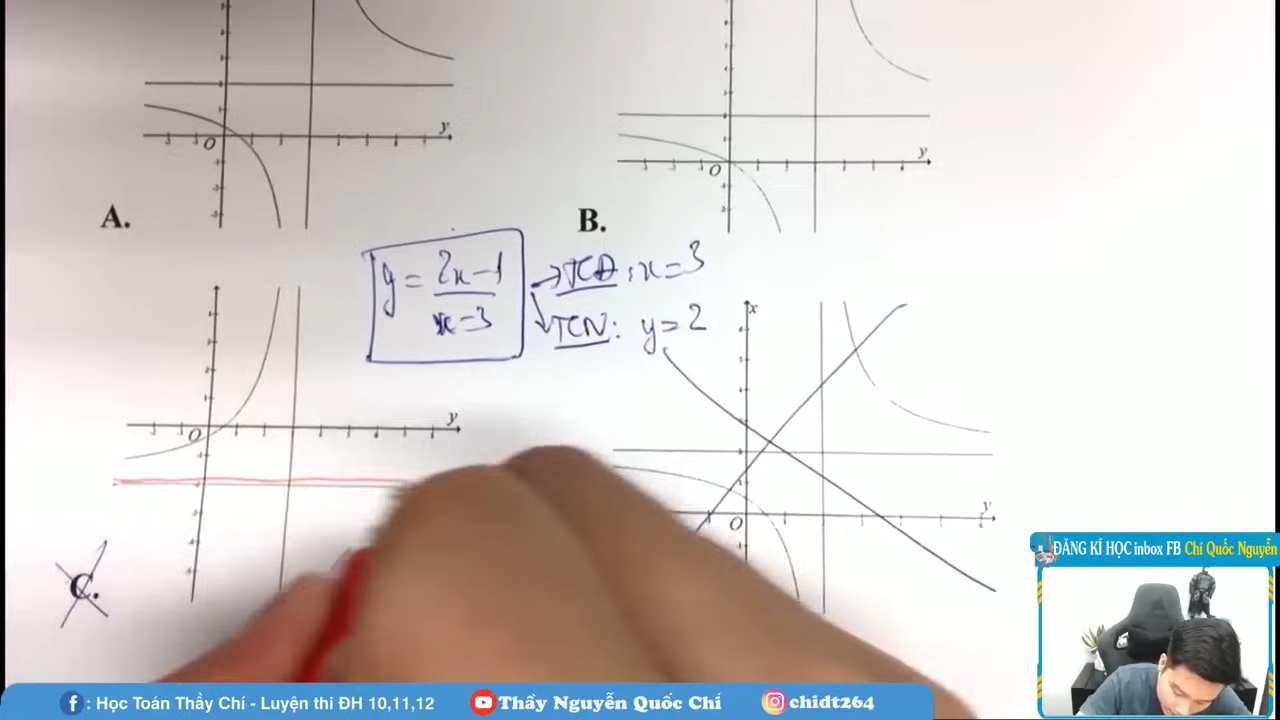 y
O
A.
y
O
B.
y = 2x-1 / x-3
→ TCĐ : x = 3
↘ TCN : y = 2
y
O
C.
x
y
O
ĐĂNG KÍ HỌC inbox FB Chí Quốc Nguyễn
: Học Toán Thầy Chí - Luyện thi ĐH 10,11,12
Thầy Nguyễn Quốc Chí
chidt264